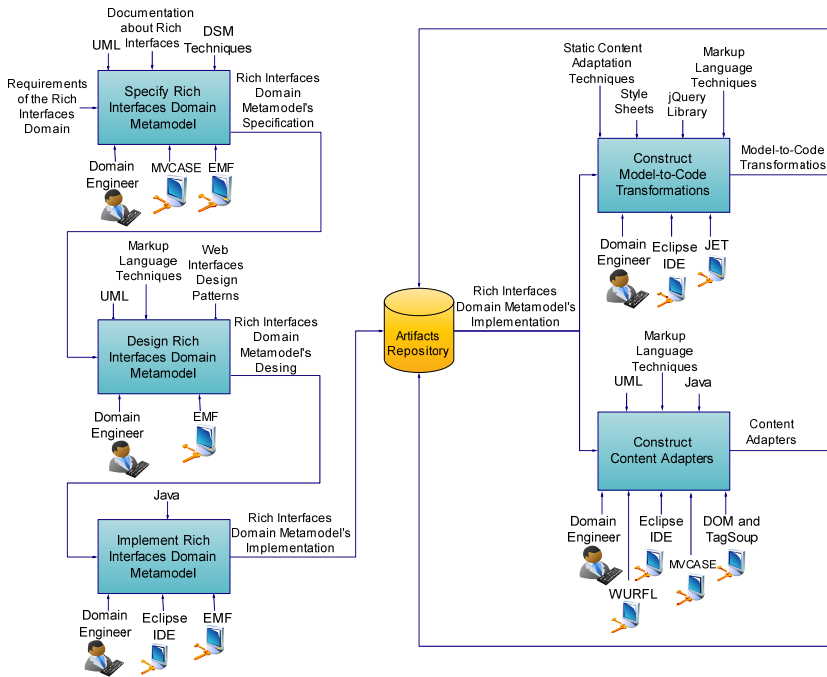 Documentation
about Rich
Interfaces
UML
DSM
Techniques
Requirements
of the Rich
Interfaces
Domain
Specify Rich
Interfaces Domain
Metamodel
Rich Interfaces
Domain
Metamodel's
Specification
Domain
Engineer
MVCASE
EMF
Markup
Language
Techniques
Web
Interfaces
Design
Patterns
UML
Design Rich
Interfaces Domain
Metamodel
Rich Interfaces
Domain
Metamodel's
Desing
Domain
Engineer
EMF
Java
Implement Rich
Interfaces Domain
Metamodel
Rich Interfaces
Domain Metamodel's
Implementation
Domain
Engineer
Eclipse
IDE
EMF
Artifacts
Repository
Rich Interfaces
Domain Metamodel's
Implementation
Static Content
Adaptation
Techniques
Style
Sheets
jQuery
Library
Markup
Language
Techniques
Construct
Model-to-Code
Transformations
Model-to-Code
Transformatios
Domain
Engineer
Eclipse
IDE
JET
Markup
Language
Techniques
UML
Java
Construct
Content Adapters
Content
Adapters
Domain
Engineer
WURFL
Eclipse
IDE
MVCASE
DOM and
TagSoup